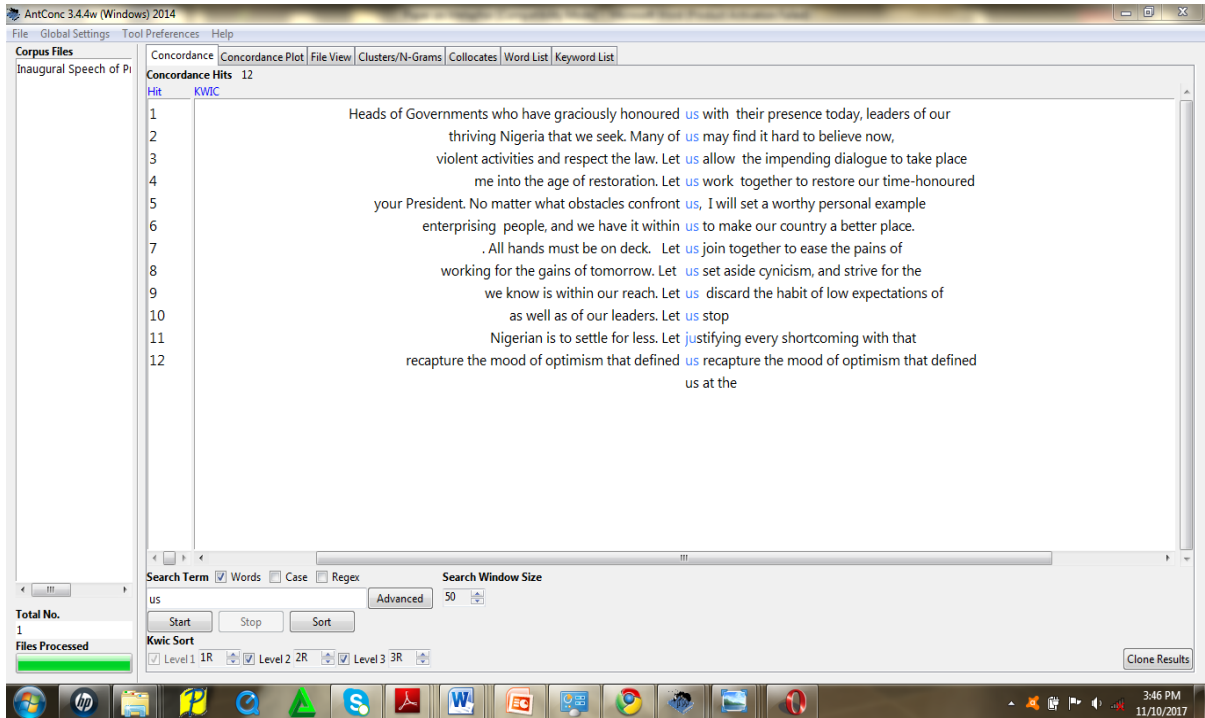 AntConc 3.4.4w (Windows) 2014
File Global Settings Tool Preferences Help
Corpus Files
Inaugural Speech of Pr
Concordance Concordance Plot File View Clusters/N-Grams Collocates Word List Keyword List
Concordance Hits 12
Hit KWIC
1 Heads of Governments who have graciously honoured us with their presence today, leaders of our
2 thriving Nigeria that we seek. Many of us may find it hard to believe now,
3 violent activities and respect the law. Let us allow the impending dialogue to take place
4 me into the age of restoration. Let us work together to restore our time-honoured
5 your President. No matter what obstacles confront us, I will set a worthy personal example
6 enterprising people, and we have it within us to make our country a better place.
7 . All hands must be on deck. Let us join together to ease the pains of
8 working for the gains of tomorrow. Let us set aside cynicism, and strive for the
9 we know is within our reach. Let us discard the habit of low expectations of
10 as well as of our leaders. Let us stop
11 Nigerian is to settle for less. Let justifying every shortcoming with that
12 recapture the mood of optimism that defined us recapture the mood of optimism that defined
us at the
Search Term Words Case Regex Search Window Size
us Advanced 50
Start Stop Sort
Total No.
1
Files Processed
Kwic Sort
Level 1 1R Level 2 2R Level 3 3R
Clone Results
3:46 PM
11/10/2017